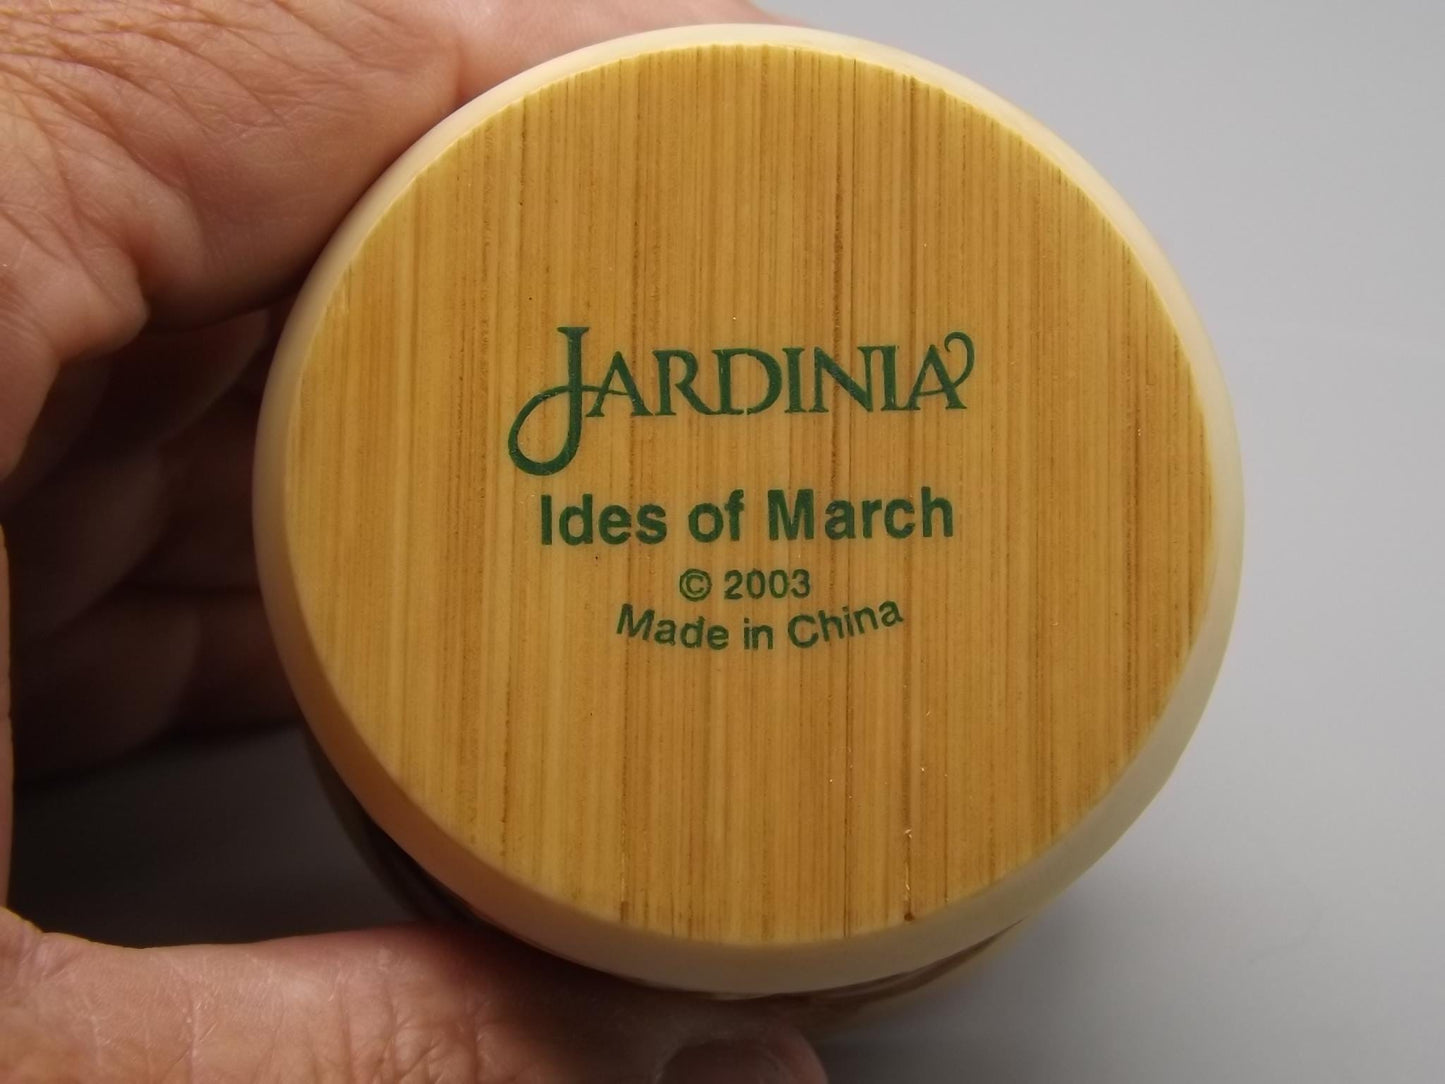 JARDINIA
Ides of March
© 2003
Made in China